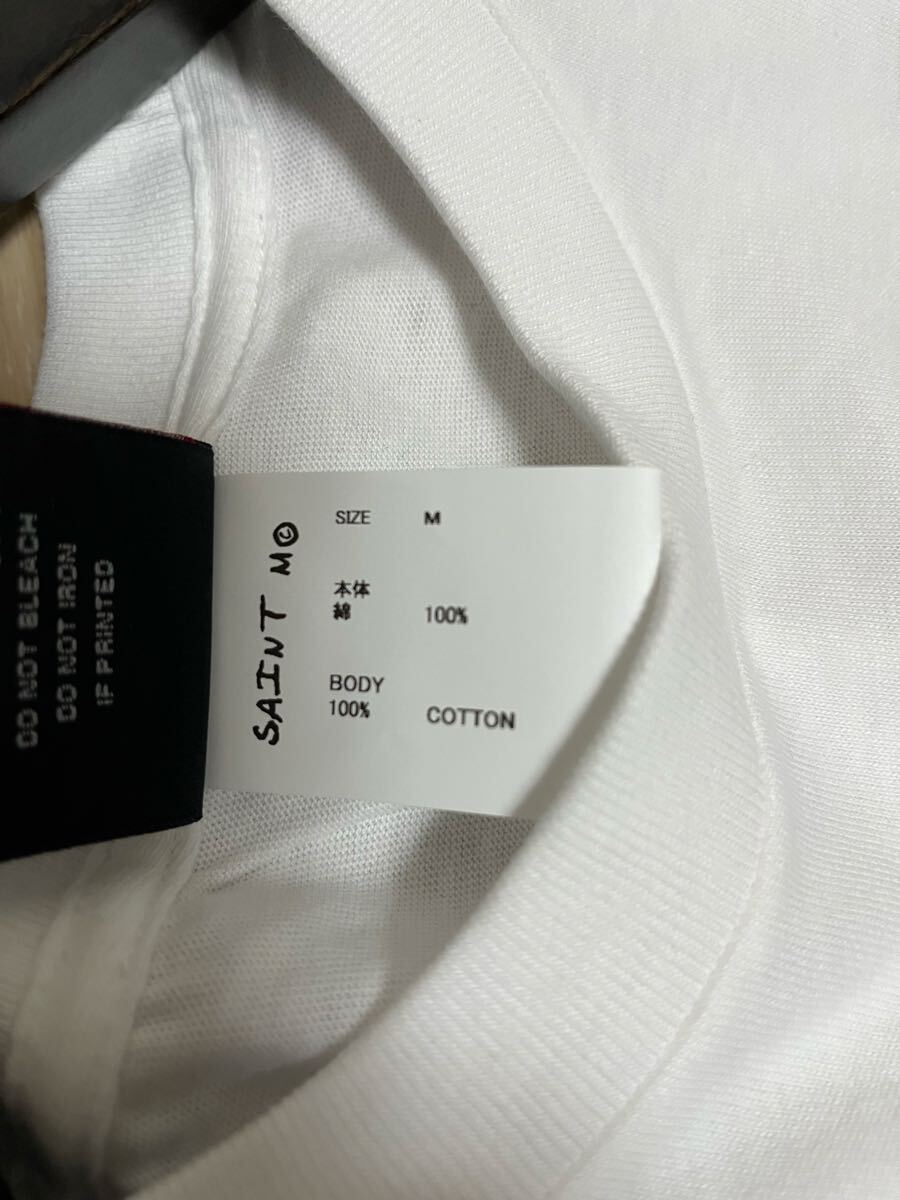 DO NOT BLEACH
DO NOT IRON
IF PRINTED
SAINT M©
SIZE M
本体
綿 100%
BODY
100% COTTON